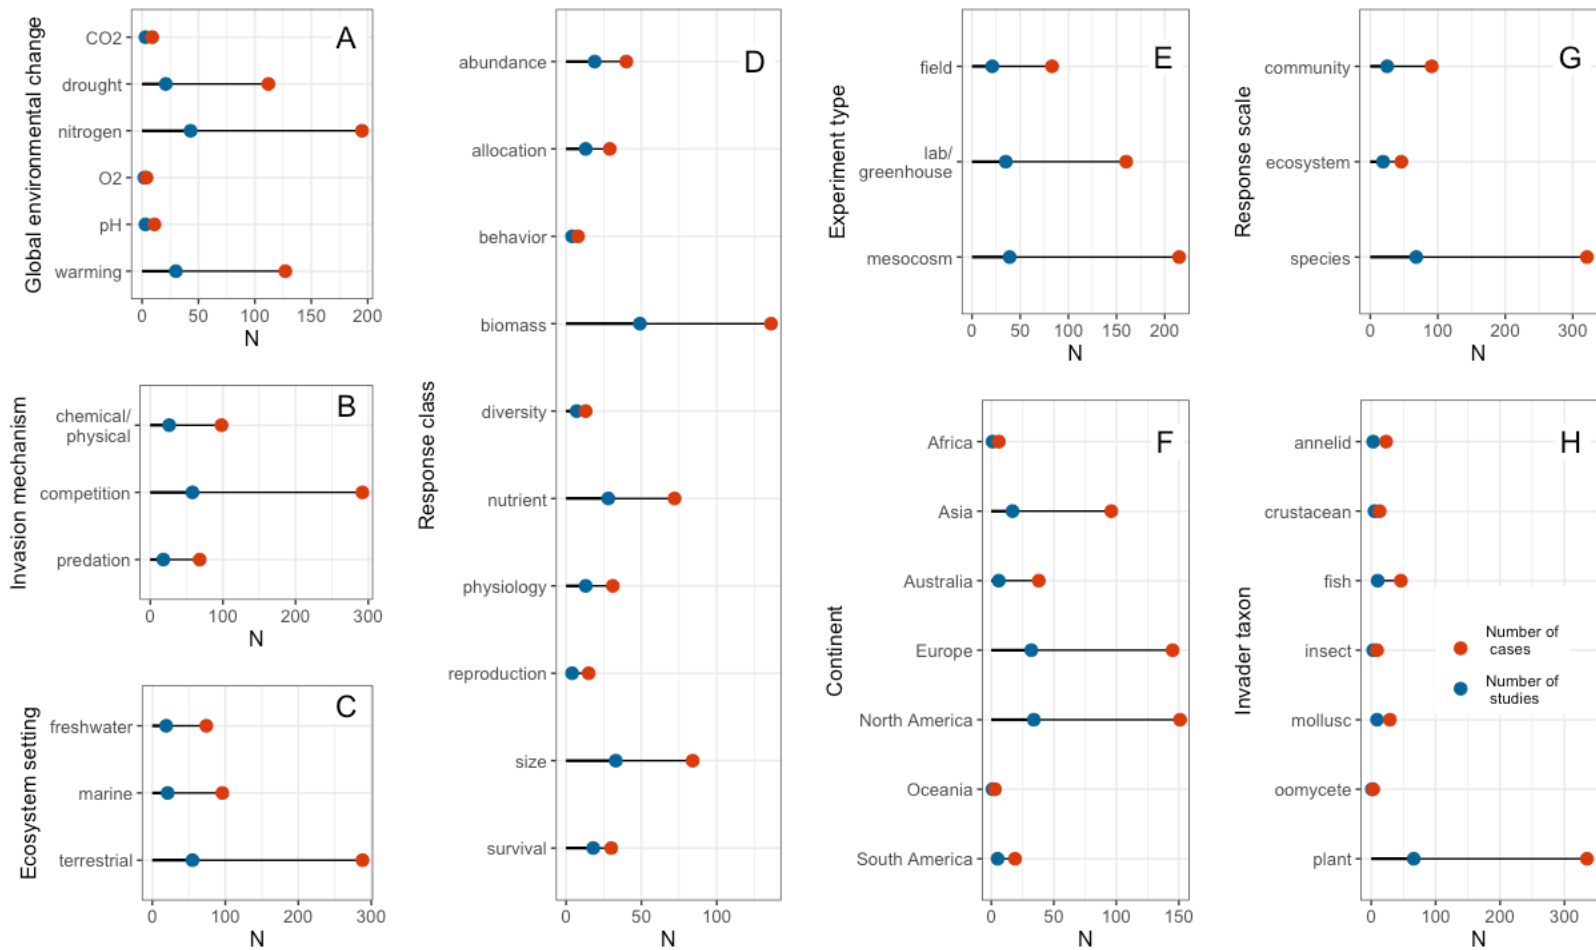 A
Global environmental change
CO2
drought
nitrogen
O2
pH
warming
0 50 100 150 200
N
B
Invasion mechanism
chemical/
physical
competition
predation
0 100 200 300
N
C
Ecosystem setting
freshwater
marine
terrestrial
0 100 200 300
N
D
Response class
abundance
allocation
behavior
biomass
diversity
nutrient
physiology
reproduction
size
survival
0 50 100
N
E
Experiment type
field
lab/
greenhouse
mesocosm
0 50 100 150 200
N
F
Continent
Africa
Asia
Australia
Europe
North America
Oceania
South America
0 50 100 150
N
G
Response scale
community
ecosystem
species
0 100 200 300
N
H
Invader taxon
annelid
crustacean
fish
insect
mollusc
oomycete
plant
Number of
cases
Number of
studies
0 100 200 300
N